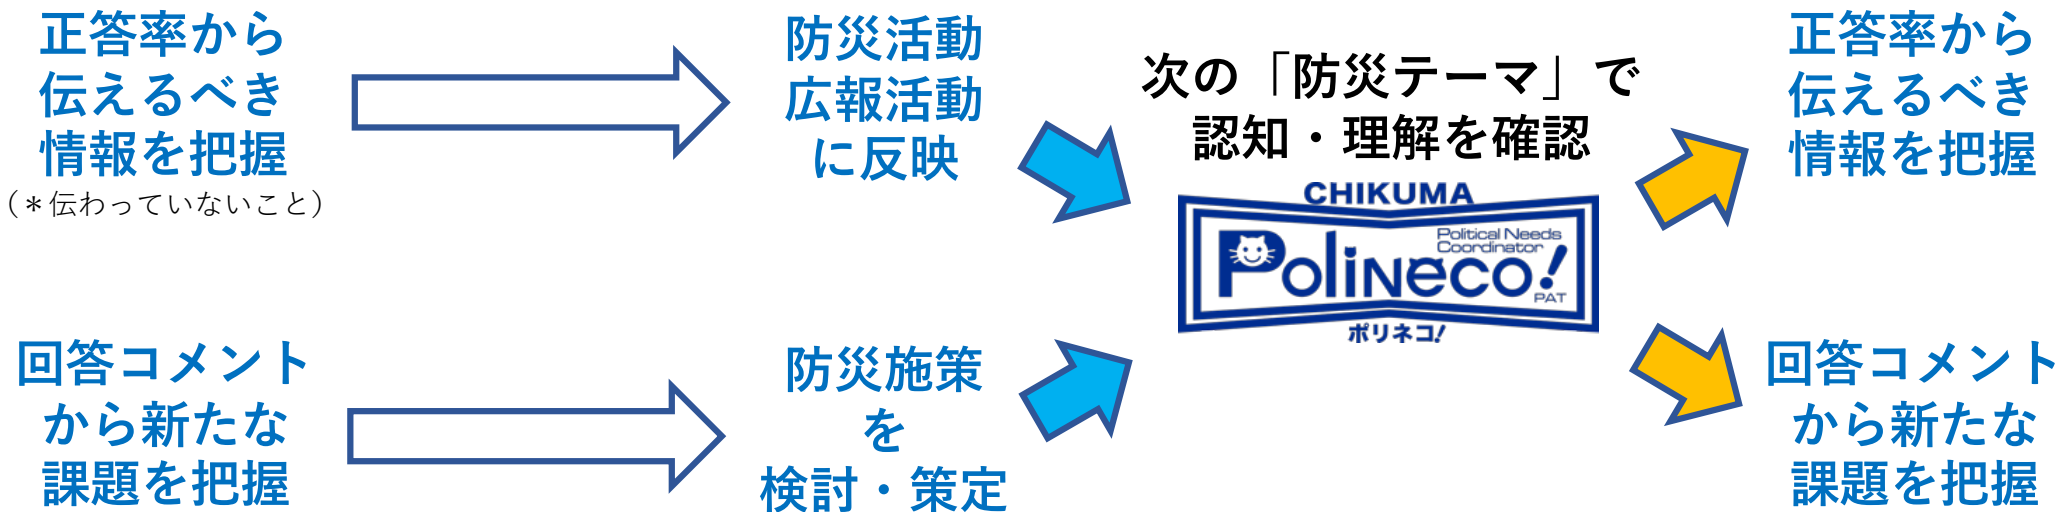 正答率から
伝えるべき
情報を把握
（＊伝わっていないこと）
回答コメント
から新たな
課題を把握
防災活動
広報活動
に反映
防災施策
を
検討・策定
次の「防災テーマ」で
認知・理解を確認
CHIKUMA
Political Needs
Coordinator
Polineco!
PAT
ポリネコ!
正答率から
伝えるべき
情報を把握
回答コメント
から新たな
課題を把握